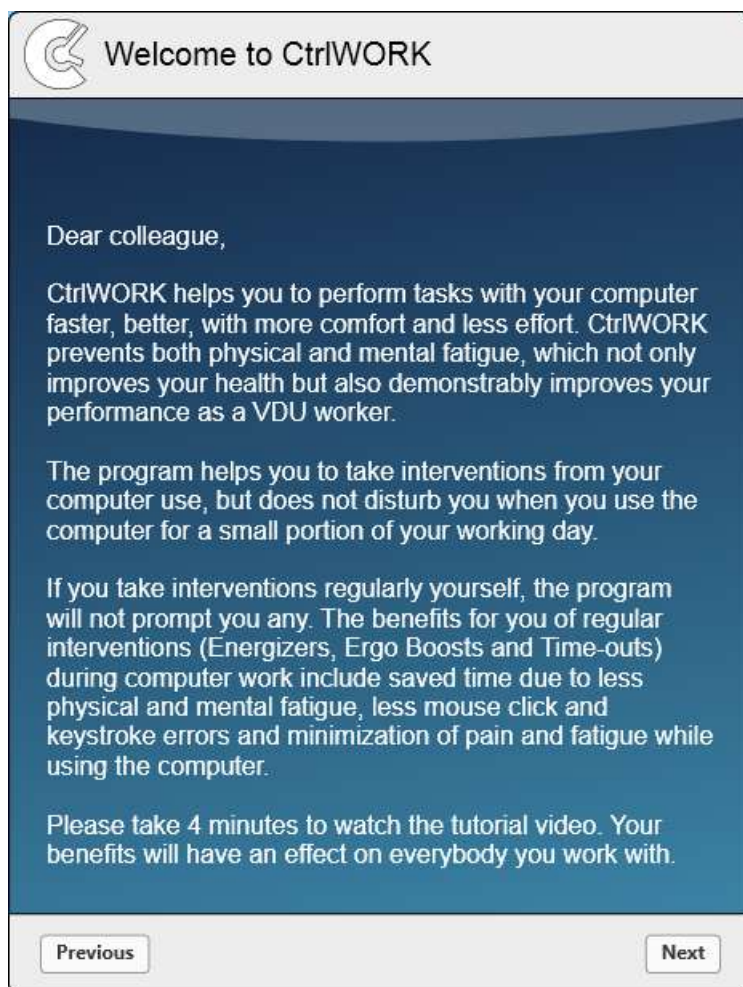 Welcome to CtrlWORK
Dear colleague,
CtrlWORK helps you to perform tasks with your computer
faster, better, with more comfort and less effort. CtrlWORK
prevents both physical and mental fatigue, which not only
improves your health but also demonstrably improves your
performance as a VDU worker.
The program helps you to take interventions from your
computer use, but does not disturb you when you use the
computer for a small portion of your working day.
If you take interventions regularly yourself, the program
will not prompt you any. The benefits for you of regular
interventions (Energizers, Ergo Boosts and Time-outs)
during computer work include saved time due to less
physical and mental fatigue, less mouse click and
keystroke errors and minimization of pain and fatigue while
using the computer.
Please take 4 minutes to watch the tutorial video. Your
benefits will have an effect on everybody you work with.
Previous
Next